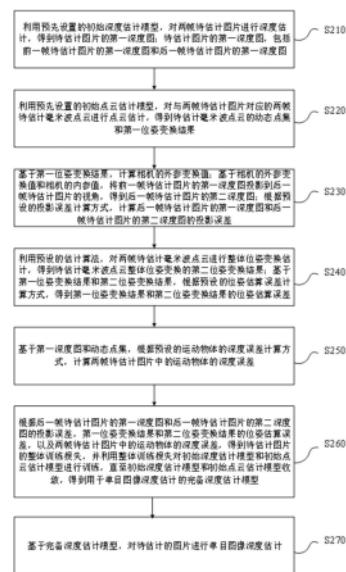 利用预先设置的初始深度估计模型，对两帧待估计图片进行深度估
计，得到待估计图片的第一深度图；待估计图片的第一深度图，包括
前一帧待估计图片的第一深度图和后一帧待估计图片的第一深度图
S210
利用预先设置的初始点云估计模型，对与两帧待估计图片对应的两帧
待估计毫米波点云进行点云估计，得到待估计毫米波点云的动态点集
和第一位姿变换结果
S220
基于第一位姿变换结果，计算相机的外参变换值；基于相机的外参变
换值和相机的内参值，将前一帧待估计图片的第一深度图投影到后一
帧待估计图片的视角，得到后一帧待估计图片的第二深度图；根据预
设的投影误差计算方式，计算后一帧待估计图片的第一深度图和后一
帧待估计图片的第二深度图的投影误差
S230
利用预设的估计算法，对两帧待估计毫米波点云进行整体位姿变换估
计，得到待估计毫米波点云整体位姿变换的第二位姿变换结果；基于
第一位姿变换结果和第二位姿变换结果，根据预设的位姿估算误差计
算方式，得到第一位姿变换结果和第二位姿变换结果的位姿估算误差
S240
基于第一深度图和动态点集，根据预设的运动物体的深度误差计算方
式，计算两帧待估计图片中的运动物体的深度误差
S250
根据后一帧待估计图片的第一深度图和后一帧待估计图片的第二深度
图的投影误差、第一位姿变换结果和第二位姿变换结果的位姿估算误
差，以及两帧待估计图片中的运动物体的深度误差，得到待估计图片
的整体训练损失，并利用整体训练损失对初始深度估计模型和初始点
云估计模型进行训练，直至初始深度估计模型和初始点云估计模型收
敛，得到用于单目图像深度估计的完备深度估计模型
S260
基于完备深度估计模型，对待估计的图片进行单目图像深度估计
S270